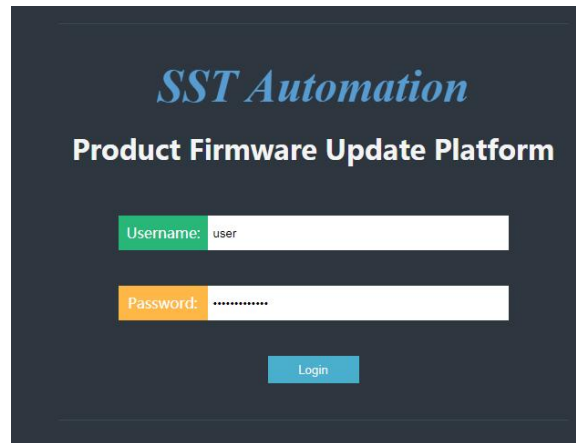 SST Automation
Product Firmware Update Platform
Username: user
Password: •••••••••••••
Login